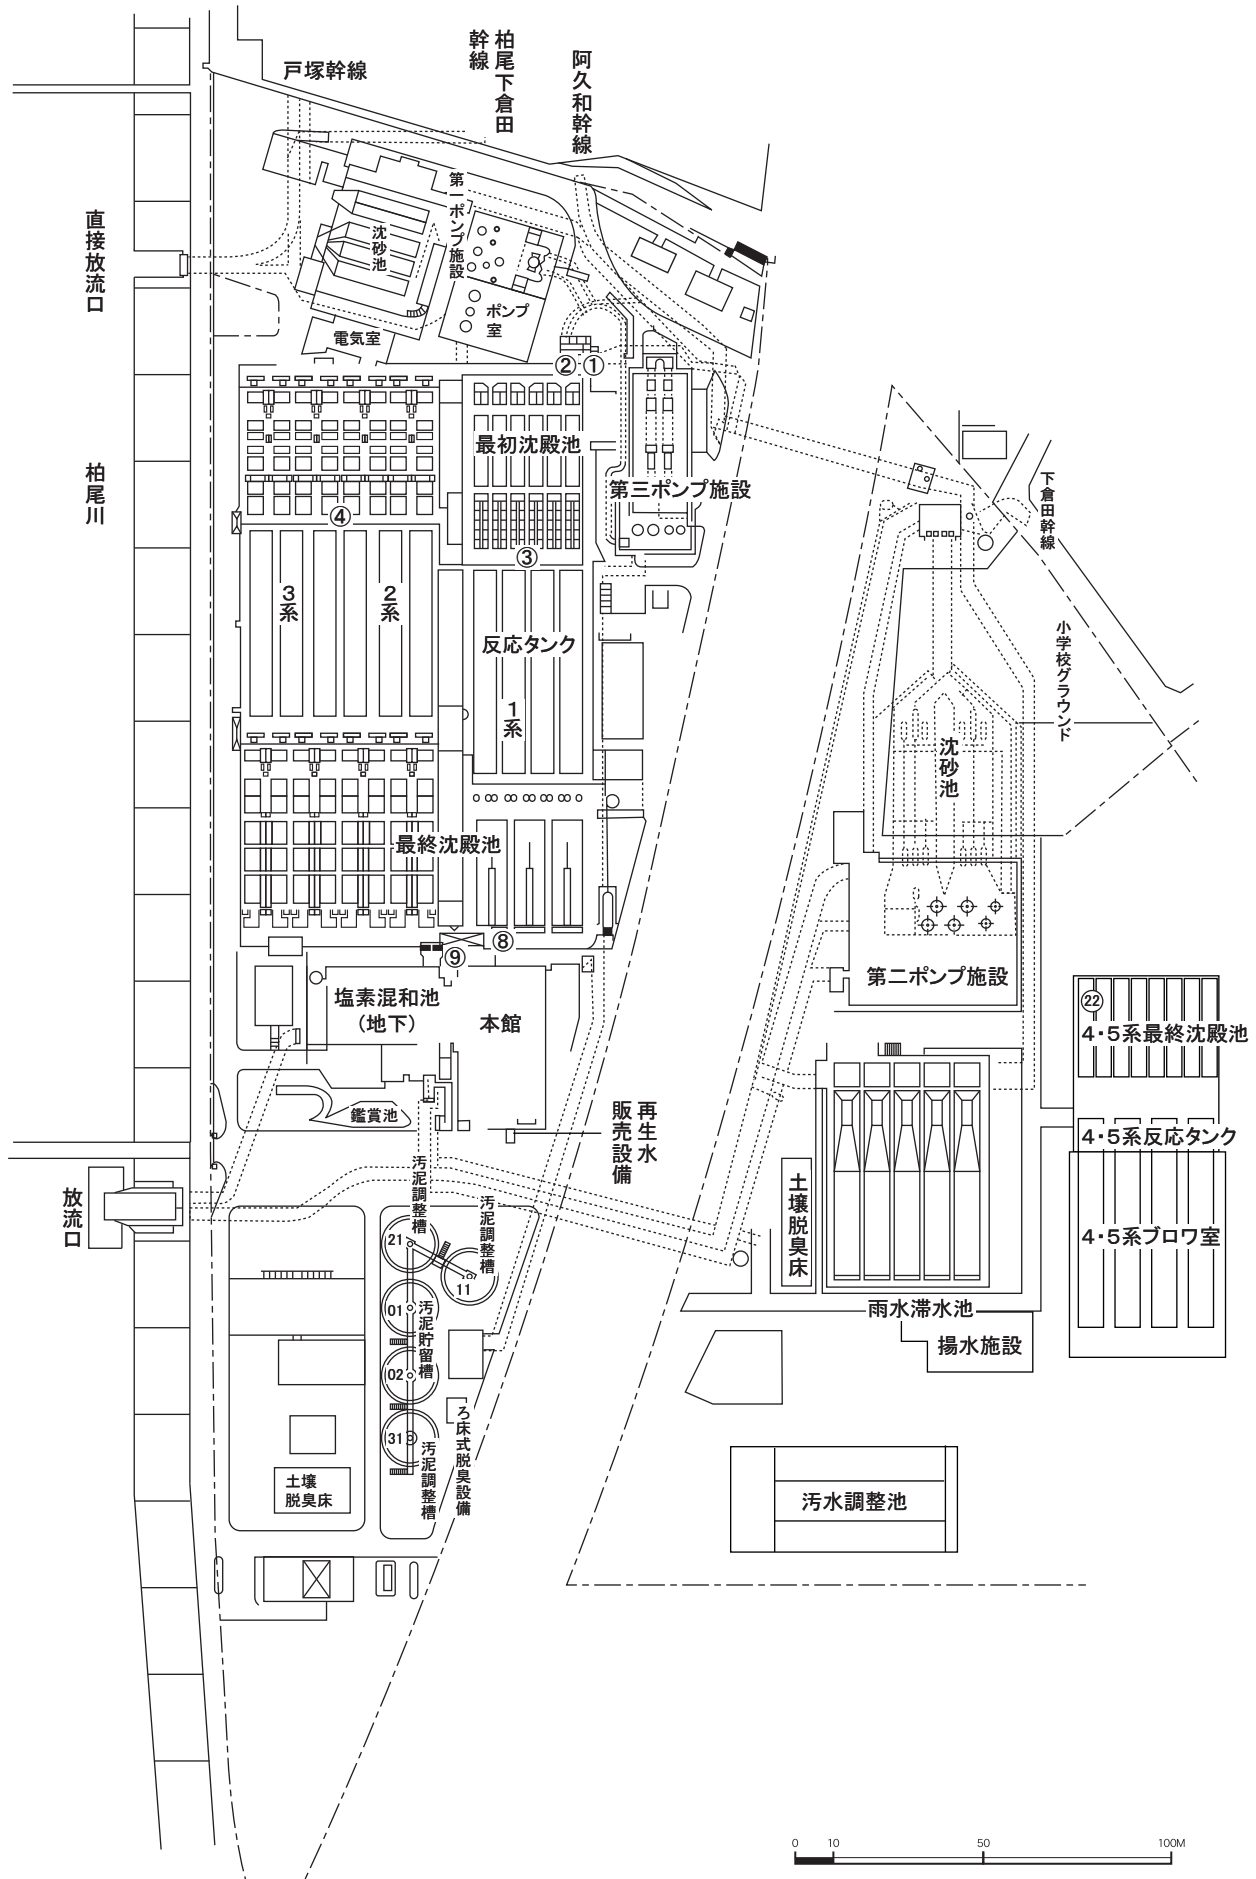 戸塚幹線
柏尾下倉田
幹線
阿久和幹線
直接放流口
第一ポンプ施設
沈砂池
ポンプ
室
電気室
②
①
最初沈殿池
第三ポンプ施設
柏尾川
④
③
下倉田幹線
3系
2系
反応タンク
1系
小学校グラウンド
沈砂池
最終沈殿池
⑧
⑨
第二ポンプ施設
塩素混和池
(地下)
本館
22
4・5系最終沈殿池
鑑賞池
再生水
販売設備
4・5系反応タンク
放流口
汚泥調整槽
汚泥調整槽
土壌脱臭床
4・5系ブロワ室
21
11
01
汚泥貯留槽
雨水滞水池
揚水施設
02
31
汚泥調整槽
ろ床式脱臭設備
土壌
脱臭床
汚水調整池
0 10 50 100M